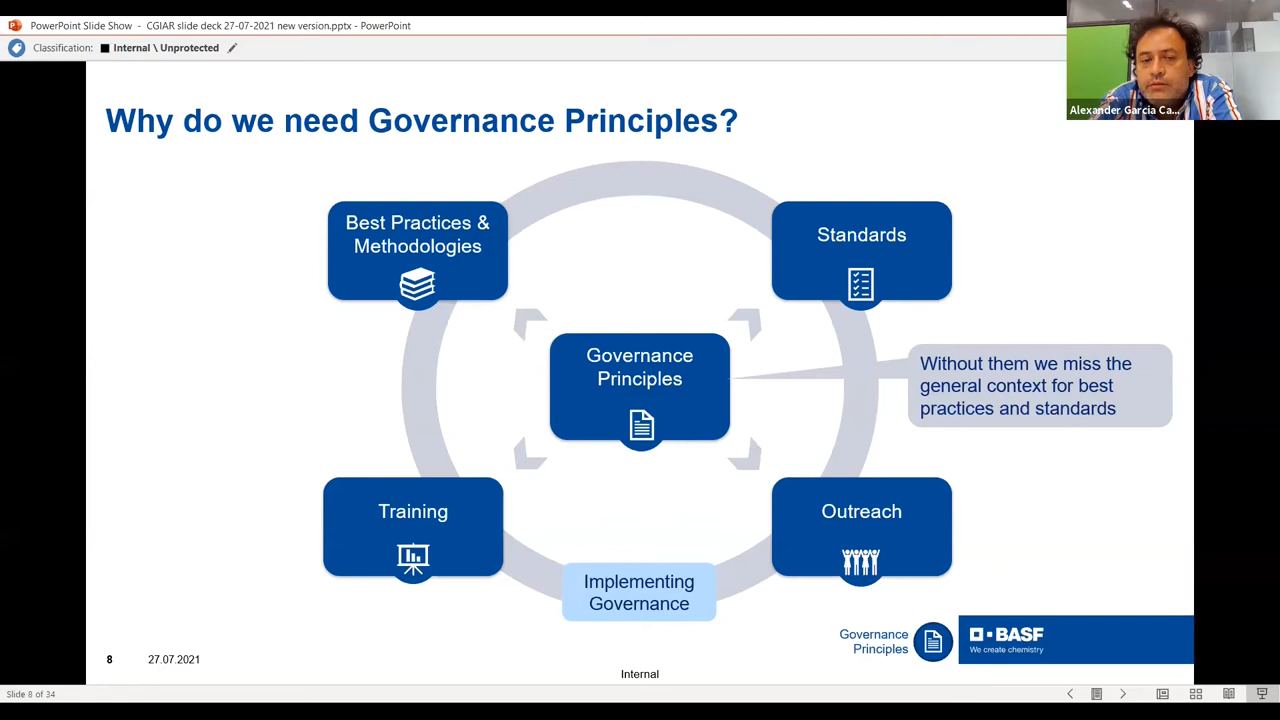 PowerPoint Slide Show - CGIAR slide deck 27-07-2021 new version.pptx - PowerPoint
Classification: Internal \ Unprotected
Alexander Garcia Ca...
Why do we need Governance Principles?
Best Practices &
Methodologies
Standards
Governance
Principles
Without them we miss the
general context for best
practices and standards
Training
Outreach
Implementing
Governance
Governance
Principles
BASF
We create chemistry
8
27.07.2021
Internal
Slide 8 of 34